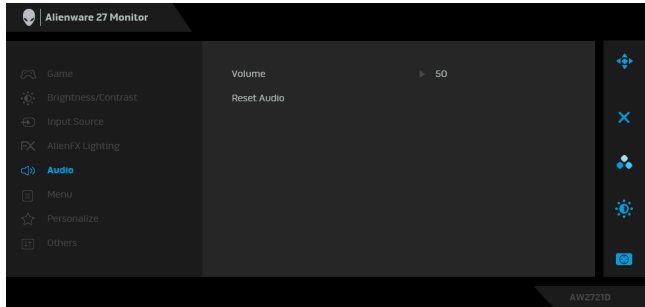 Alienware 27 Monitor
Game
Brightness/Contrast
Input Source
FX AlienFX Lighting
Audio
Menu
Personalize
Others
Volume 50
Reset Audio
AW2721D